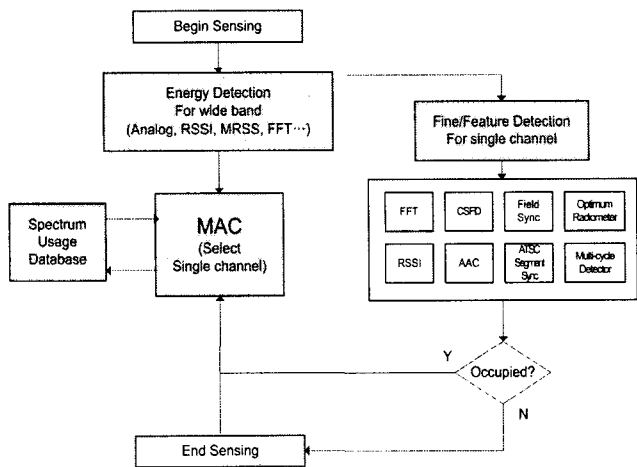 Begin Sensing
Energy Detection
For wide band
(Analog, RSSI, MRSS, FFT⋯)
Fine/Feature Detection
For single channel
Spectrum
Usage
Database
MAC
(Select
Single channel)
FFT
CSFD
Field
Sync
Optimum
Radiometer
RSSI
AAC
ATSC
Segment
Sync
Multi-cycle
Detector
Occupied?
Y
N
End Sensing